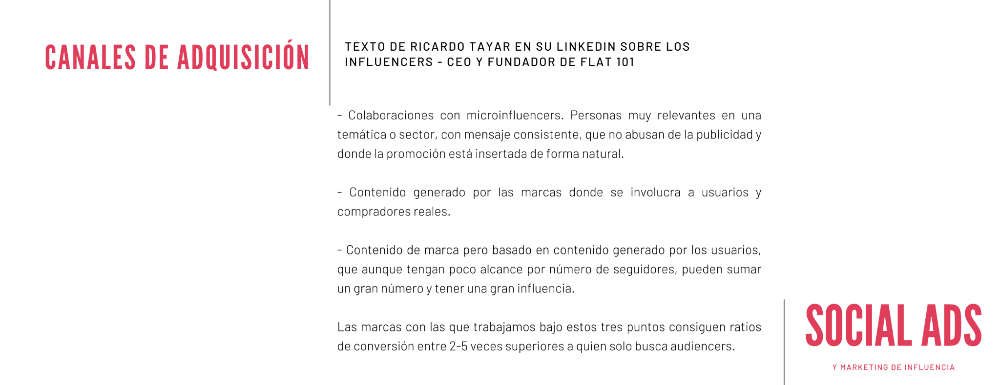 CANALES DE ADQUISICIÓN
TEXTO DE RICARDO TAYAR EN SU LINKEDIN SOBRE LOS
INFLUENCERS - CEO Y FUNDADOR DE FLAT 101
- Colaboraciones con microinfluencers. Personas muy relevantes en una
temática o sector, con mensaje consistente, que no abusan de la publicidad y
donde la promoción está insertada de forma natural.
- Contenido generado por las marcas donde se involucra a usuarios y
compradores reales.
- Contenido de marca pero basado en contenido generado por los usuarios,
que aunque tengan poco alcance por número de seguidores, pueden sumar
un gran número y tener una gran influencia.
Las marcas con las que trabajamos bajo estos tres puntos consiguen ratios
de conversión entre 2-5 veces superiores a quien solo busca audiencers.
SOCIAL ADS
Y MARKETING DE INFLUENCIA